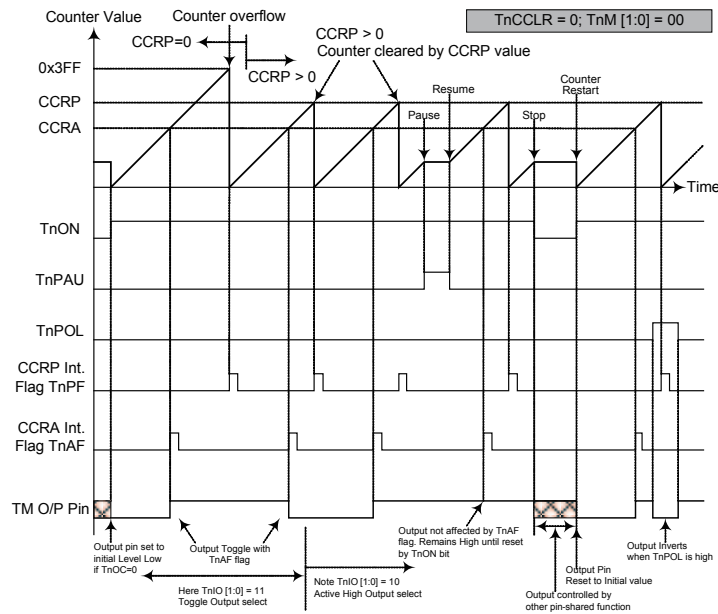 Counter Value
Counter overflow
TnCCLR = 0; TnM [1:0] = 00
CCRP=0
CCRP > 0
CCRP > 0
Counter cleared by CCRP value
0x3FF
CCRP
CCRA
Pause
Resume
Stop
Counter
Restart
Time
TnON
TnPAU
TnPOL
CCRP Int.
Flag TnPF
CCRA Int.
Flag TnAF
TM O/P Pin
Output pin set to
initial Level Low
if TnOC=0
Output Toggle with
TnAF flag
Output not affected by TnAF
flag. Remains High until reset
by TnON bit
Output Inverts
when TnPOL is high
Output Pin
Reset to Initial value
Here TnIO [1:0] = 11
Toggle Output select
Note TnIO [1:0] = 10
Active High Output select
Output controlled by
other pin-shared function